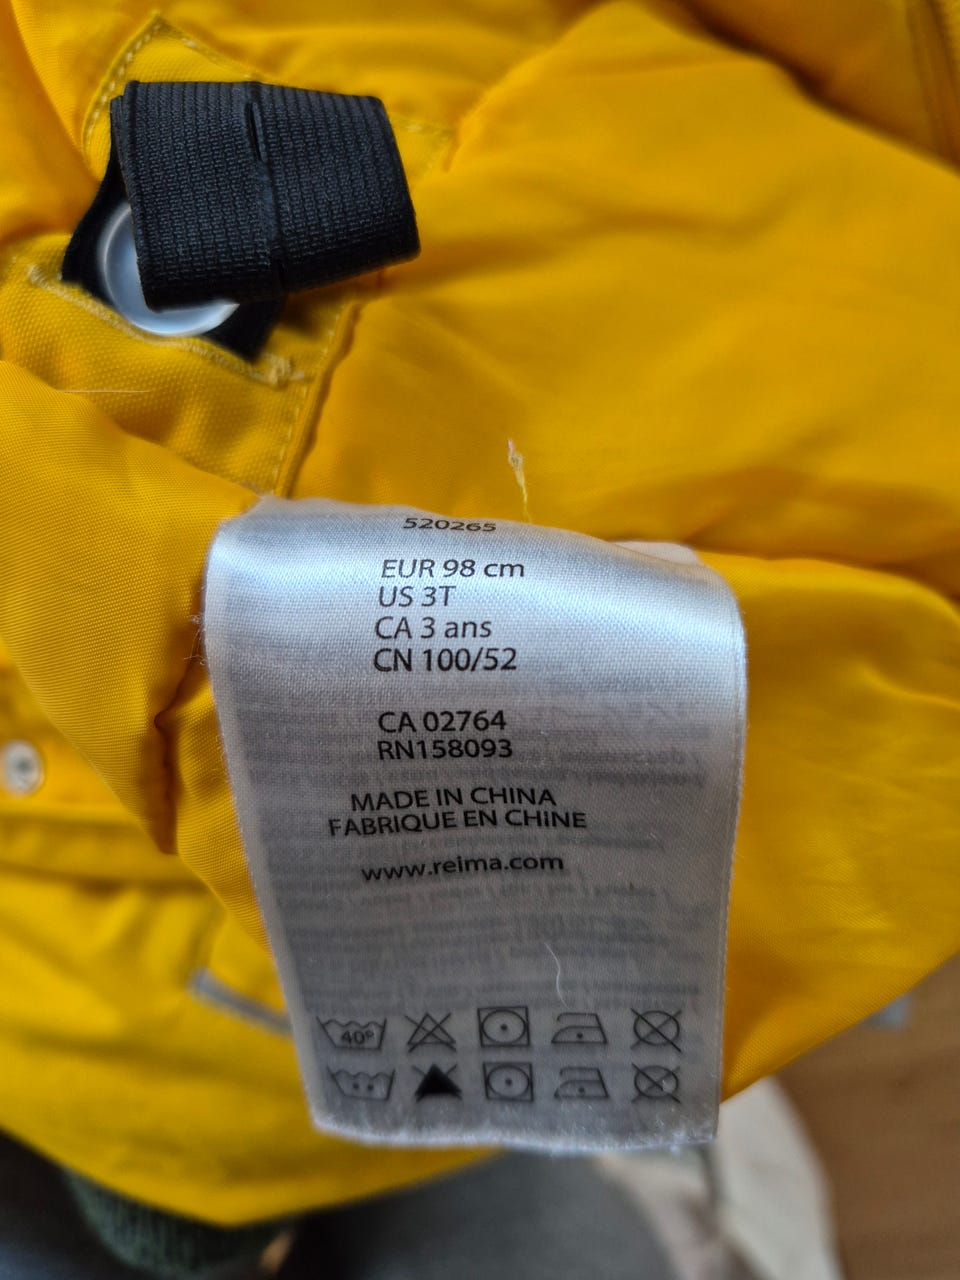 520265
EUR 98 cm
US 3T
CA 3 ans
CN 100/52
CA 02764
RN158093
MADE IN CHINA
FABRIQUE EN CHINE
www.reima.com
40°